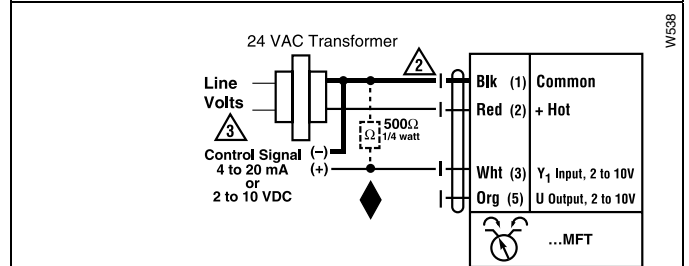 W538
24 VAC Transformer
Line
Volts
2
3
Blk (1) Common
Red (2) + Hot
Ω 500Ω
1/4 watt
Control Signal (–)
4 to 20 mA (+)
or
2 to 10 VDC
Wht (3) Y₁ Input, 2 to 10V
Org (5) U Output, 2 to 10V
...MFT